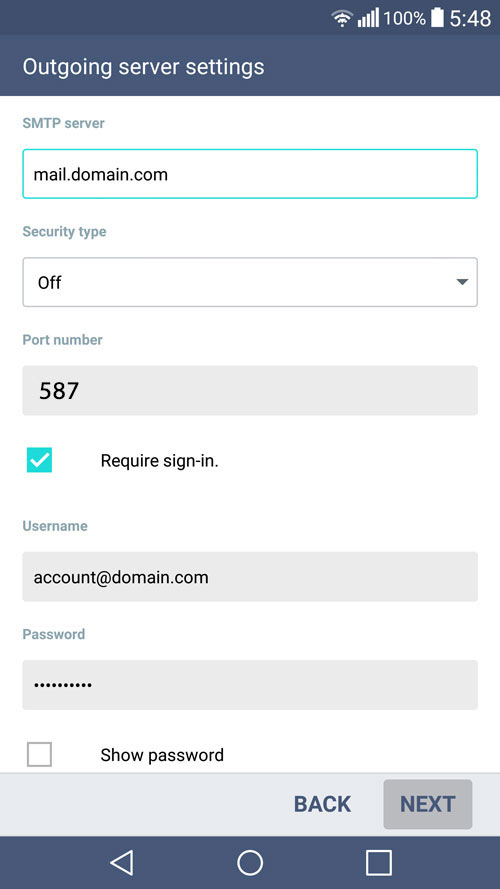 100% 5:48
Outgoing server settings
SMTP server
mail.domain.com
Security type
Off
Port number
587
Require sign-in.
Username
account@domain.com
Password
••••••••••
Show password
BACK NEXT